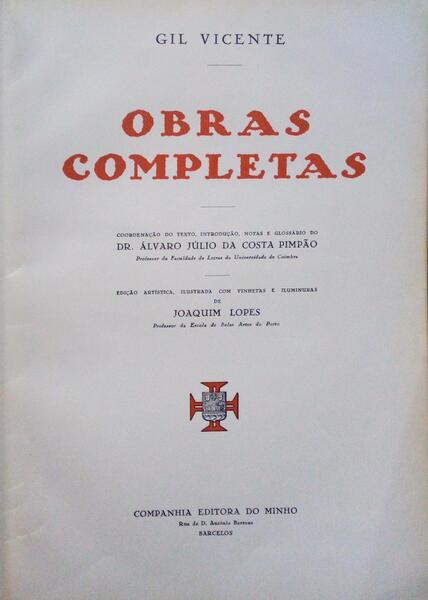 GIL VICENTE
OBRAS
COMPLETAS
COORDENAÇÃO DO TEXTO, INTRODUÇÃO, NOTAS E GLOSSÁRIO DO
DR. ÁLVARO JÚLIO DA COSTA PIMPÃO
Professor da Faculdade de Letras da Universidade de Coimbra
EDIÇÃO ARTÍSTICA, ILUSTRADA COM VINHETAS E ILUMINURAS
DE
JOAQUIM LOPES
Professor da Escola de Belas Artes do Porto
COMPANHIA EDITORA DO MINHO
Rua de D. António Barroso
BARCELOS